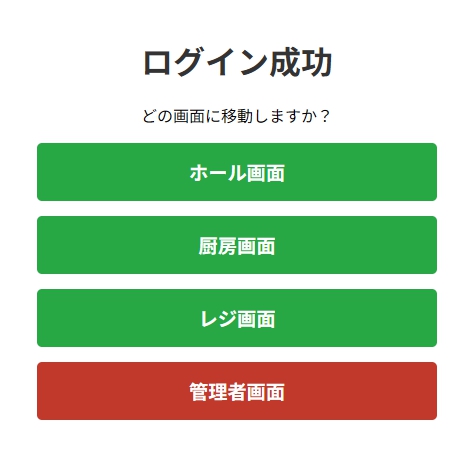 ログイン成功
どの画面に移動しますか？
ホール画面
厨房画面
レジ画面
管理者画面